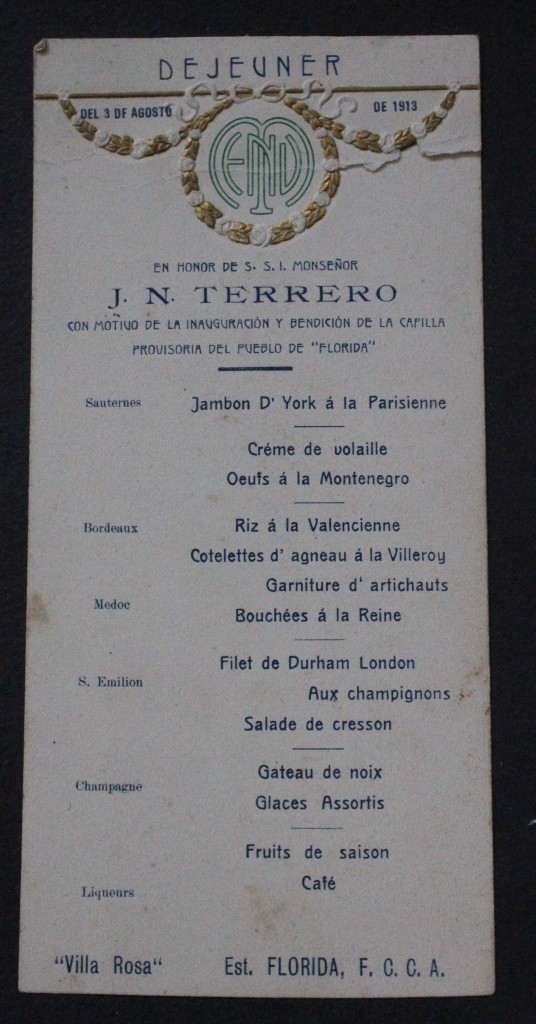 DEJEUNER
DEL 3 DE AGOSTO DE 1913
EN HONOR DE S. S. I. MONSEÑOR
J. N. TERRERO
CON MOTIVO DE LA INAUGURACIÓN Y BENDICIÓN DE LA CAPILLA
PROVISORIA DEL PUEBLO DE "FLORIDA"
Sauternes Jambon D' York á la Parisienne
Créme de volaille
Oeufs á la Montenegro
Bordeaux Riz á la Valencienne
Cotelettes d' agneau á la Villeroy
Garniture d' artichauts
Medoc Bouchées á la Reine
Filet de Durham London
S. Emilion Aux champignons
Salade de cresson
Gateau de noix
Champagne Glaces Assortis
Fruits de saison
Café
Liqueurs
"Villa Rosa" Est. FLORIDA, F. C. C. A.